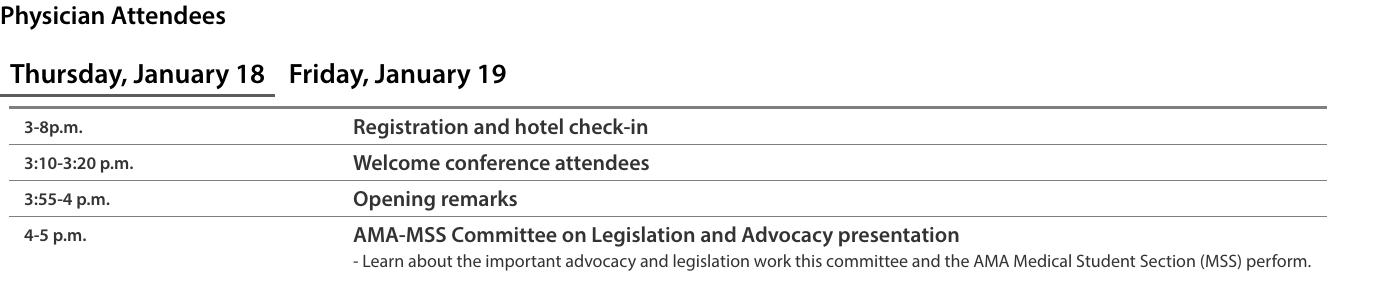 Physician Attendees
Thursday, January 18 Friday, January 19
3-8p.m. Registration and hotel check-in
3:10-3:20 p.m. Welcome conference attendees
3:55-4 p.m. Opening remarks
4-5 p.m. AMA-MSS Committee on Legislation and Advocacy presentation
- Learn about the important advocacy and legislation work this committee and the AMA Medical Student Section (MSS) perform.